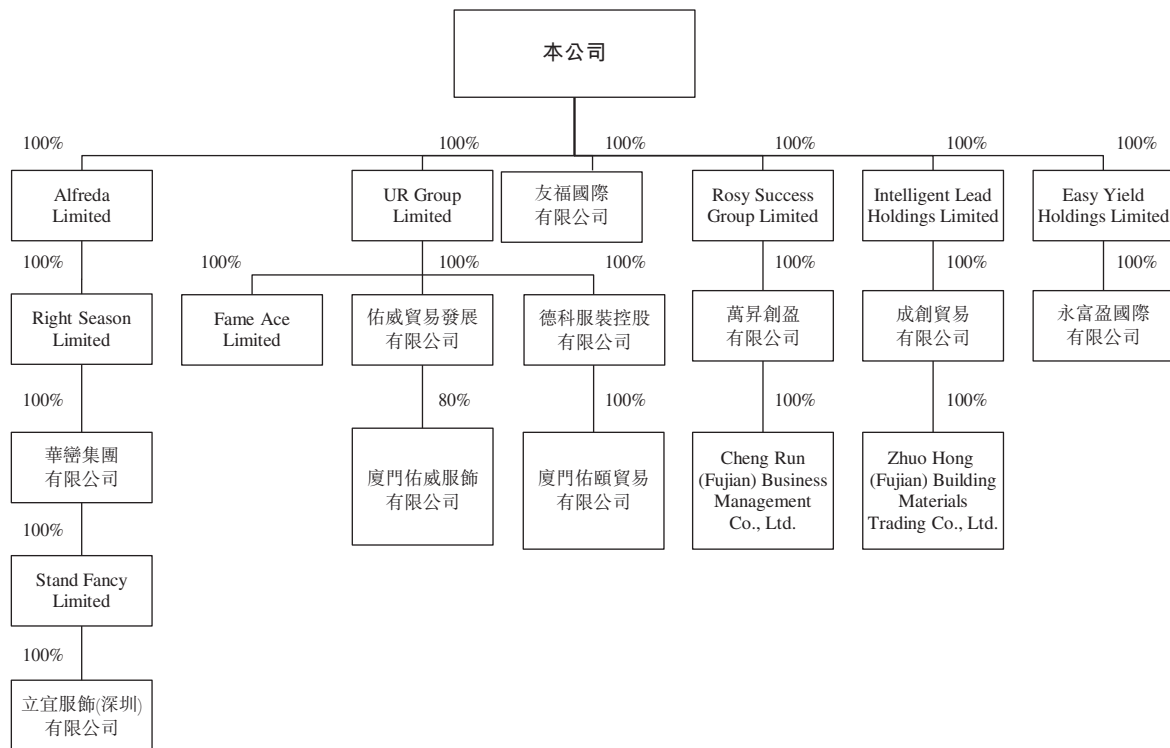 本公司
100%
100%
100%
100%
100%
100%
Alfreda
Limited
UR Group
Limited
友福國際
有限公司
Rosy Success
Group Limited
Intelligent Lead
Holdings Limited
Easy Yield
Holdings Limited
100%
100%
100%
100%
100%
100%
100%
Right Season
Limited
Fame Ace
Limited
佑威貿易發展
有限公司
德科服裝控股
有限公司
萬昇創盈
有限公司
成創貿易
有限公司
永富盈國際
有限公司
100%
80%
100%
100%
100%
華巒集團
有限公司
廈門佑威服飾
有限公司
廈門佑頤貿易
有限公司
Cheng Run
(Fujian) Business
Management
Co., Ltd.
Zhuo Hong
(Fujian) Building
Materials
Trading Co., Ltd.
100%
Stand Fancy
Limited
100%
立宜服飾(深圳)
有限公司